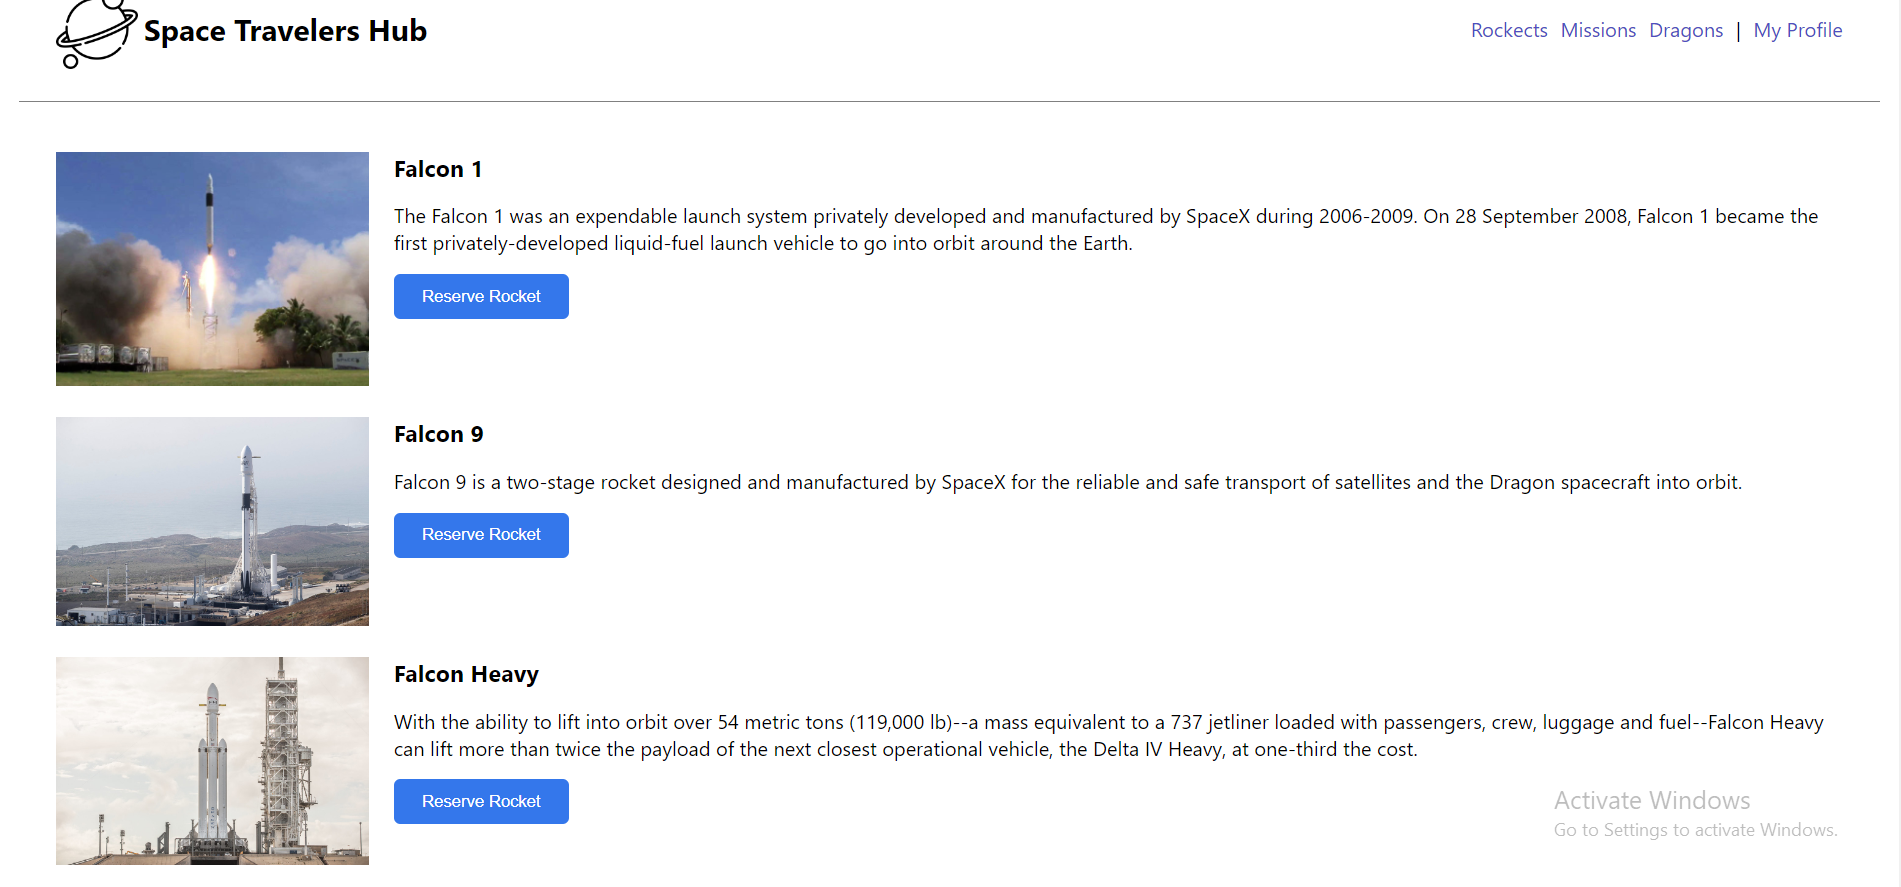 Space Travelers Hub
Rockects Missions Dragons | My Profile
Falcon 1
The Falcon 1 was an expendable launch system privately developed and manufactured by SpaceX during 2006-2009. On 28 September 2008, Falcon 1 became the
first privately-developed liquid-fuel launch vehicle to go into orbit around the Earth.
Reserve Rocket
Falcon 9
Falcon 9 is a two-stage rocket designed and manufactured by SpaceX for the reliable and safe transport of satellites and the Dragon spacecraft into orbit.
Reserve Rocket
Falcon Heavy
With the ability to lift into orbit over 54 metric tons (119,000 lb)--a mass equivalent to a 737 jetliner loaded with passengers, crew, luggage and fuel--Falcon Heavy
can lift more than twice the payload of the next closest operational vehicle, the Delta IV Heavy, at one-third the cost.
Reserve Rocket
Activate Windows
Go to Settings to activate Windows.